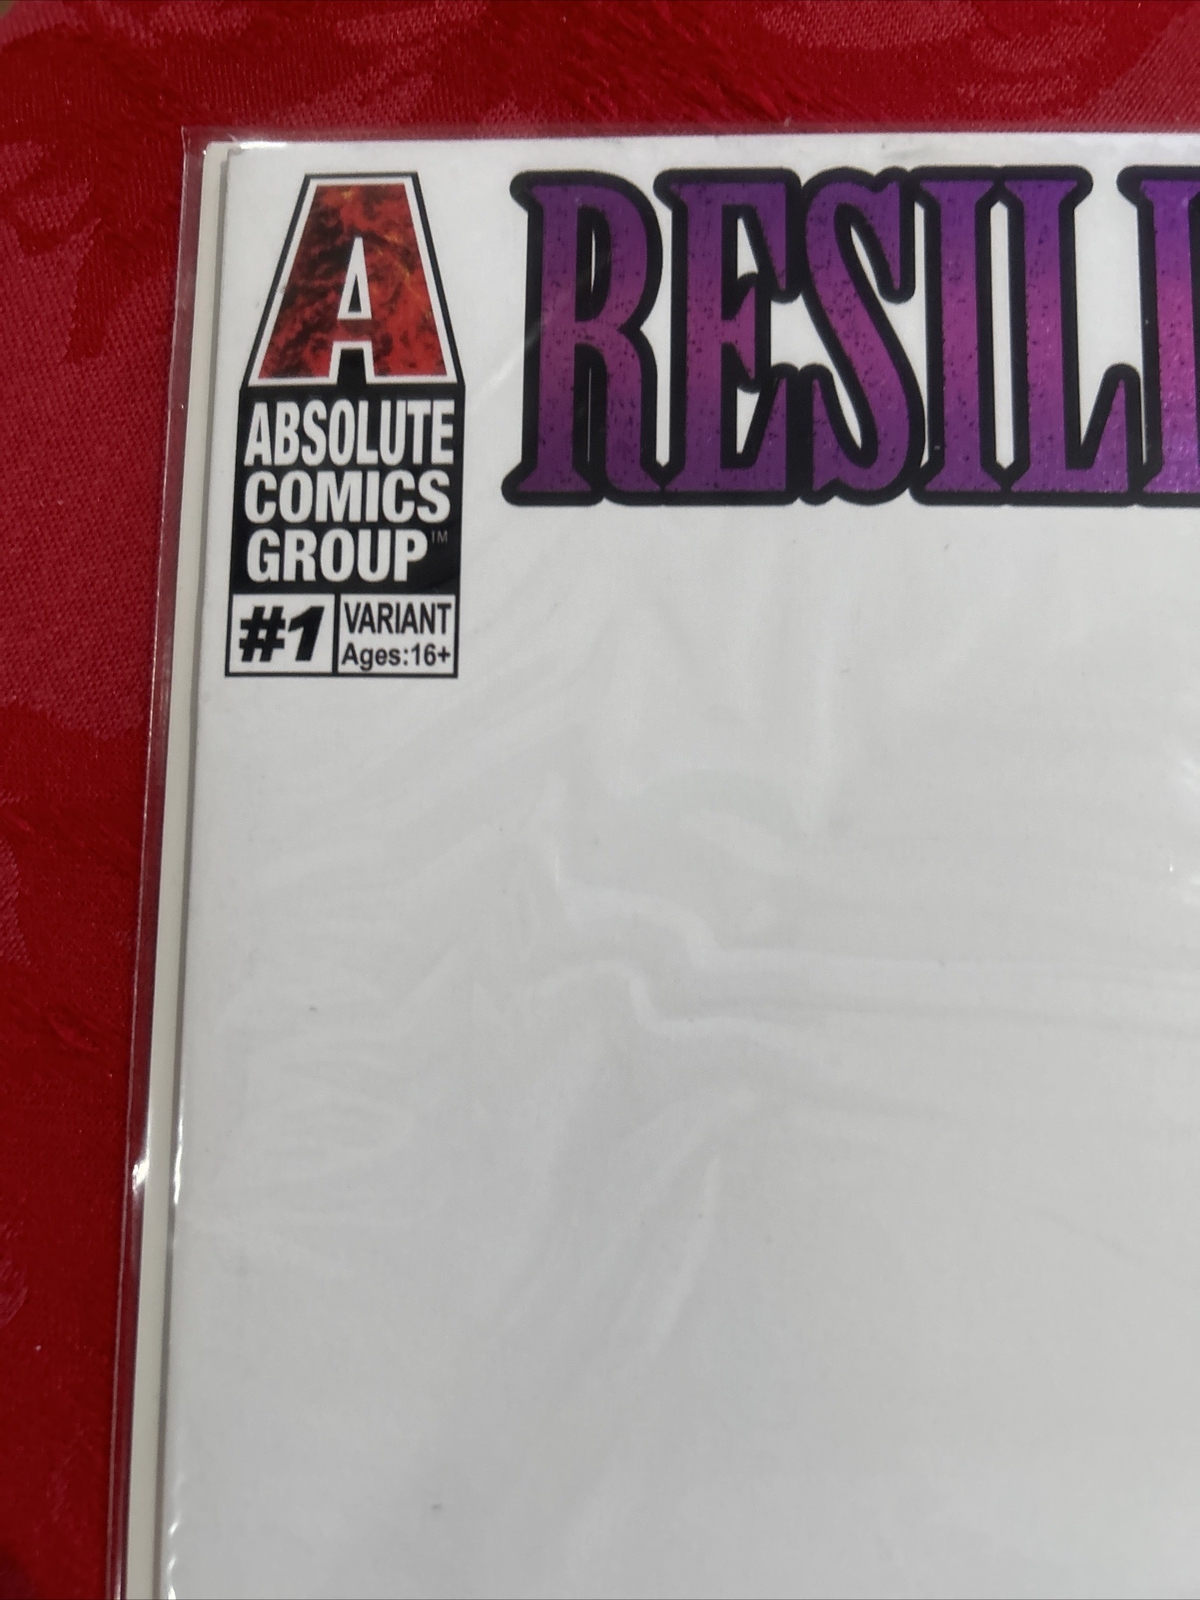 A
RESILI
ABSOLUTE
COMICS
GROUP™
#1
VARIANT
Ages:16+